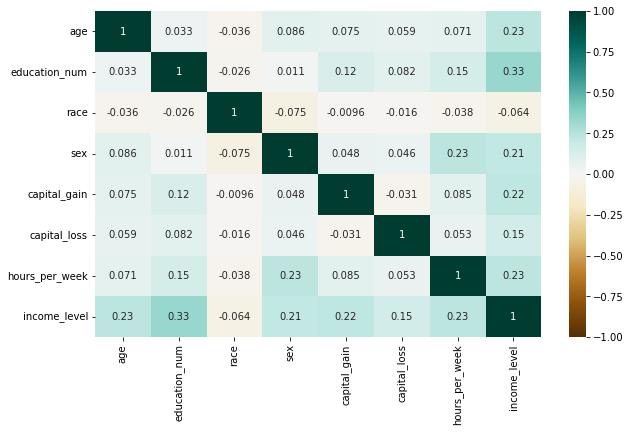 age 1 0.033 -0.036 0.086 0.075 0.059 0.071 0.23
education_num 0.033 1 -0.026 0.011 0.12 0.082 0.15 0.33
race -0.036 -0.026 1 -0.075 -0.0096 -0.016 -0.038 -0.064
sex 0.086 0.011 -0.075 1 0.048 0.046 0.23 0.21
capital_gain 0.075 0.12 -0.0096 0.048 1 -0.031 0.085 0.22
capital_loss 0.059 0.082 -0.016 0.046 -0.031 1 0.053 0.15
hours_per_week 0.071 0.15 -0.038 0.23 0.085 0.053 1 0.23
income_level 0.23 0.33 -0.064 0.21 0.22 0.15 0.23 1
age
education_num
race
sex
capital_gain
capital_loss
hours_per_week
income_level
1.00
0.75
0.50
0.25
0.00
−0.25
−0.50
−0.75
−1.00